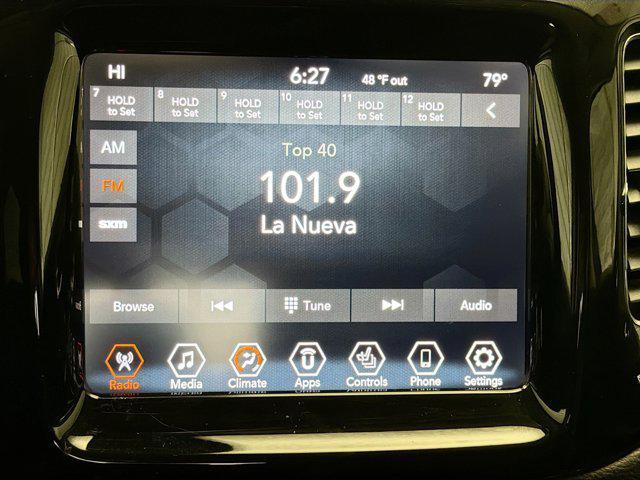 HI 6:27 48 °F out 79°
7 HOLD to Set 8 HOLD to Set 9 HOLD to Set 10 HOLD to Set 11 HOLD to Set 12 HOLD to Set <
AM
Top 40
FM
101.9
sxm
La Nueva
Browse Tune Audio
Radio Media Climate Apps Controls Phone Settings